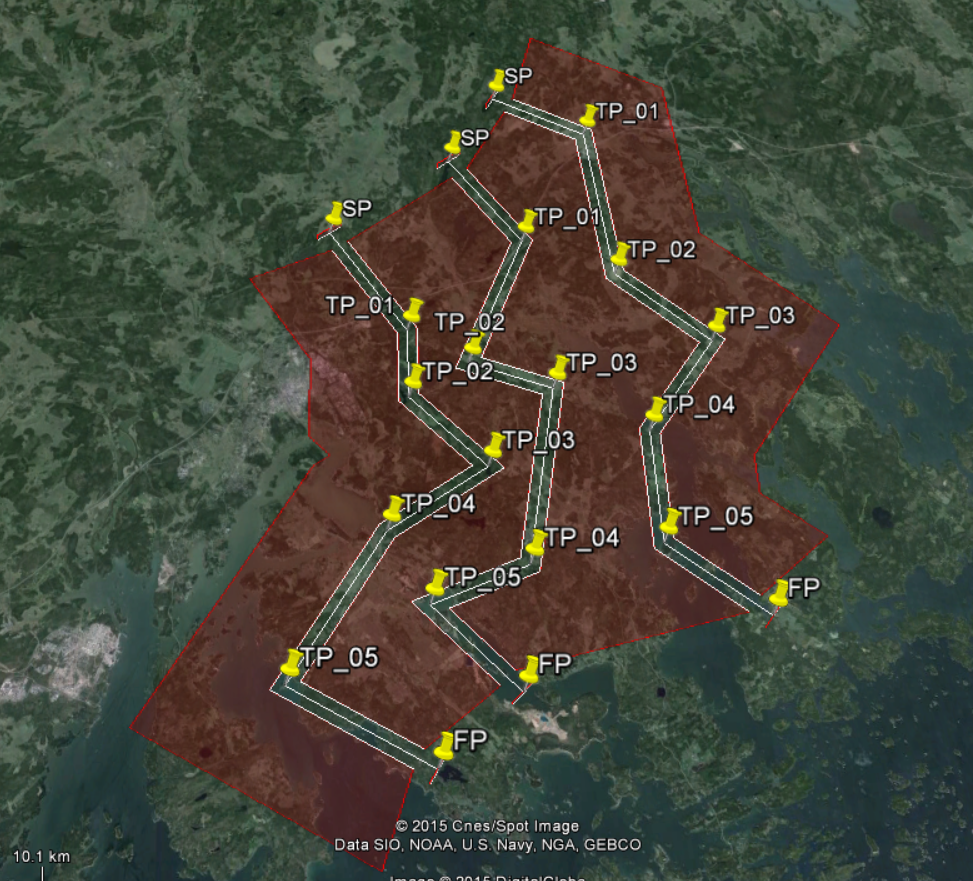 SP
TP_01
SP
SP
TP_01
TP_02
TP_01
TP_02
TP_03
TP_02
TP_03
TP_04
TP_03
TP_04
TP_05
TP_04
TP_05
FP
TP_05
FP
FP
© 2015 Cnes/Spot Image
Data SIO, NOAA, U.S. Navy, NGA, GEBCO
10.1 km
Image © 2015 DigitalGlobe